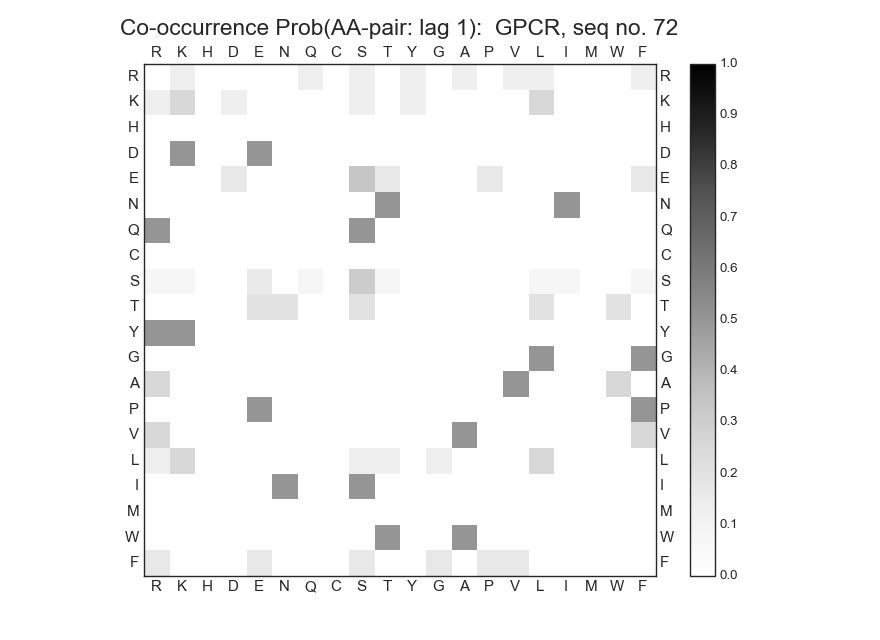 Co-occurrence Prob(AA-pair: lag 1):  GPCR, seq no. 72
R K H D E N Q C S T Y G A P V L I M W F
R R 1.0
K K 0.9
H H
D D 0.8
E E
N N 0.7
Q Q
C C 0.6
S S
T T 0.5
Y Y
G G 0.4
A A
P P 0.3
V V
L L 0.2
I I
M M 0.1
W W
F F 0.0
R K H D E N Q C S T Y G A P V L I M W F